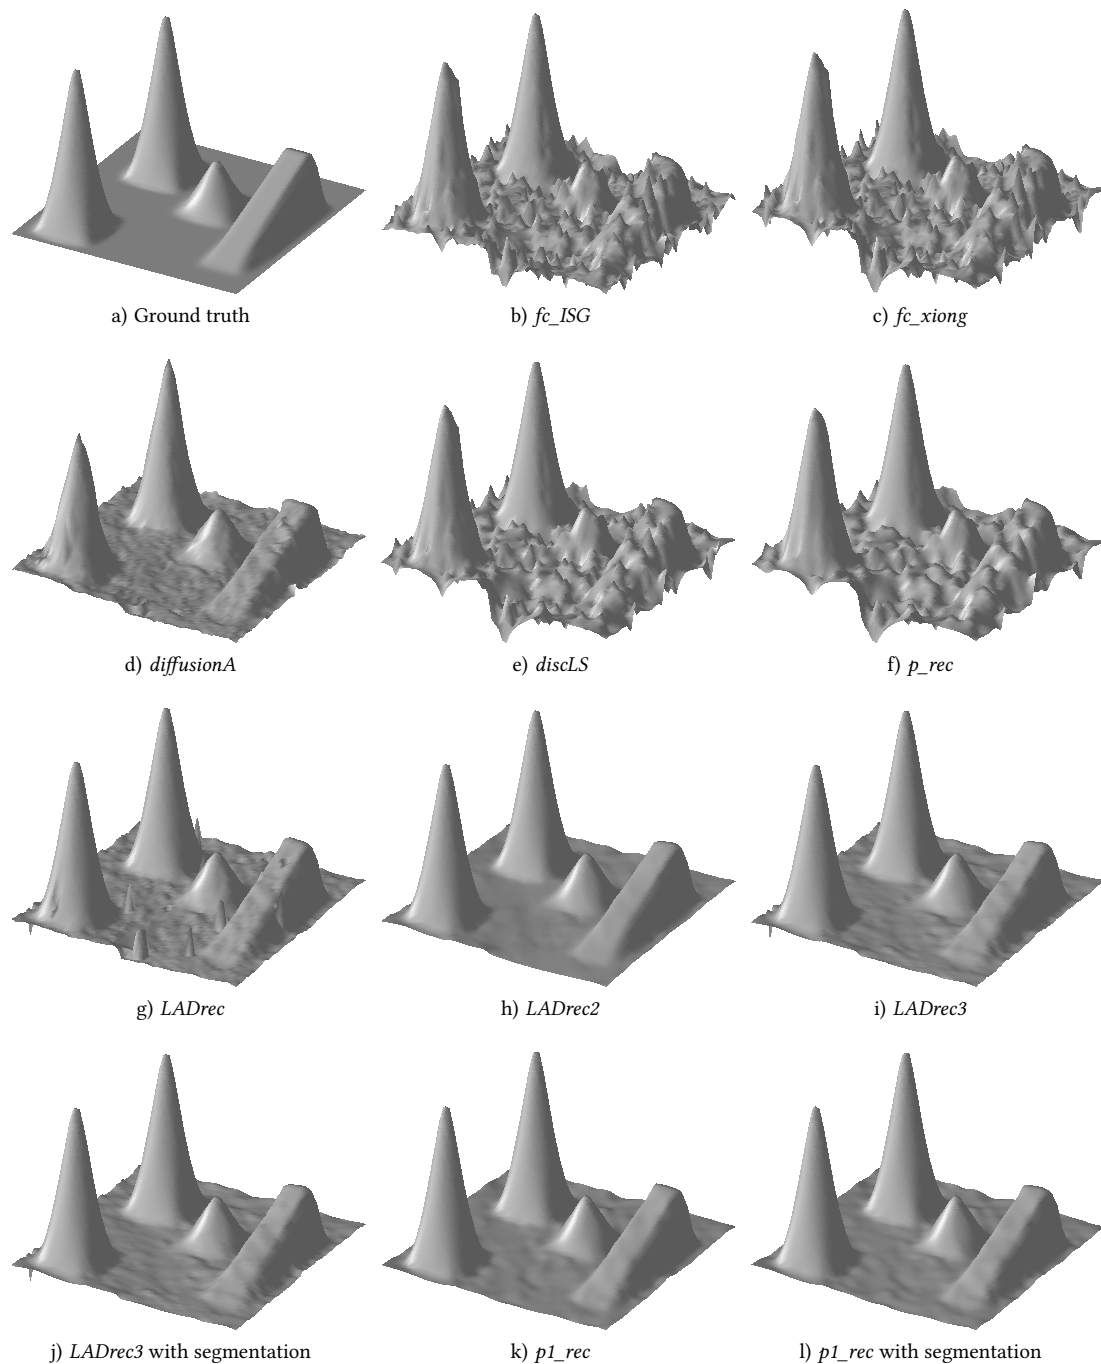 a) Ground truth
b) fc_ISG
c) fc_xiong
d) diffusionA
e) discLS
f) p_rec
g) LADrec
h) LADrec2
i) LADrec3
j) LADrec3 with segmentation
k) p1_rec
l) p1_rec with segmentation